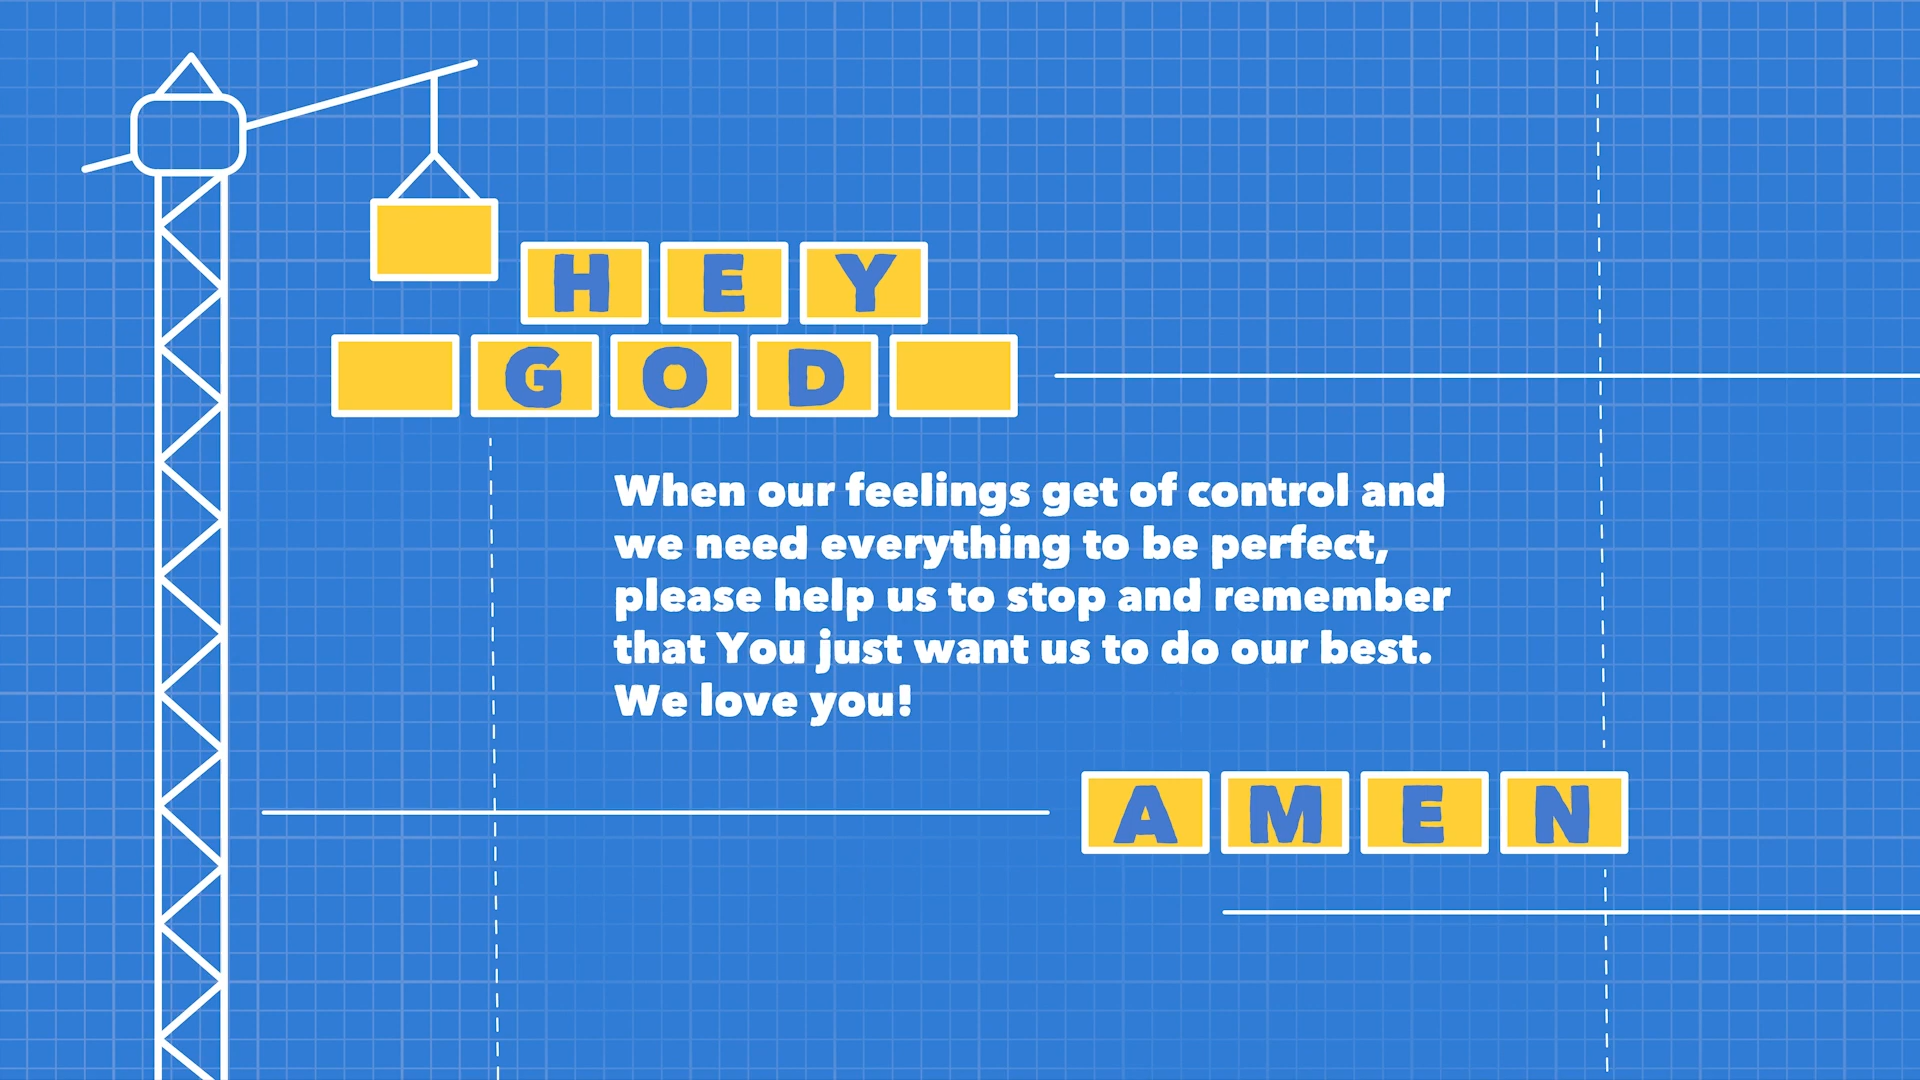 HEY
GOD
When our feelings get of control and
we need everything to be perfect,
please help us to stop and remember
that You just want us to do our best.
We love you!
AMEN